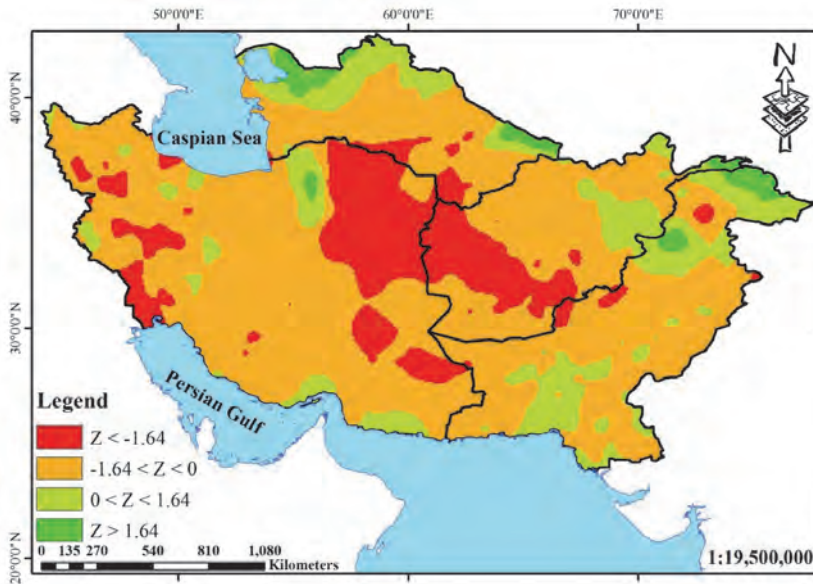 50°0'0"E
60°0'0"E
70°0'0"E
N
40°0'0"N
Caspian Sea
30°0'0"N
Persian Gulf
Legend
Z < -1.64
-1.64 < Z < 0
0 < Z < 1.64
Z > 1.64
0 135 270 540 810 1,080
Kilometers
1:19,500,000
20°0'0"N